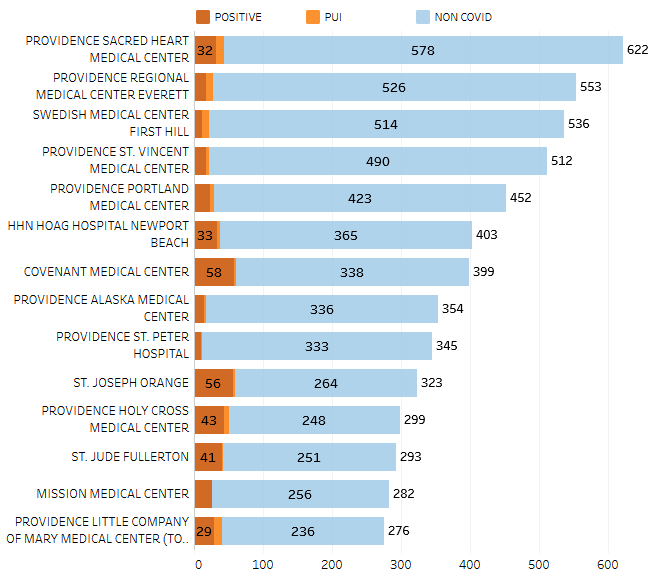 POSITIVE PUI NON COVID
PROVIDENCE SACRED HEART
MEDICAL CENTER
32 578 622
PROVIDENCE REGIONAL
MEDICAL CENTER EVERETT
526 553
SWEDISH MEDICAL CENTER
FIRST HILL
514 536
PROVIDENCE ST. VINCENT
MEDICAL CENTER
490 512
PROVIDENCE PORTLAND
MEDICAL CENTER
423 452
HHN HOAG HOSPITAL NEWPORT
BEACH
33 365 403
COVENANT MEDICAL CENTER 58 338 399
PROVIDENCE ALASKA MEDICAL
CENTER
336 354
PROVIDENCE ST. PETER
HOSPITAL
333 345
ST. JOSEPH ORANGE 56 264 323
PROVIDENCE HOLY CROSS
MEDICAL CENTER
43 248 299
ST. JUDE FULLERTON 41 251 293
MISSION MEDICAL CENTER 256 282
PROVIDENCE LITTLE COMPANY
OF MARY MEDICAL CENTER (TO..
29 236 276
0 100 200 300 400 500 600